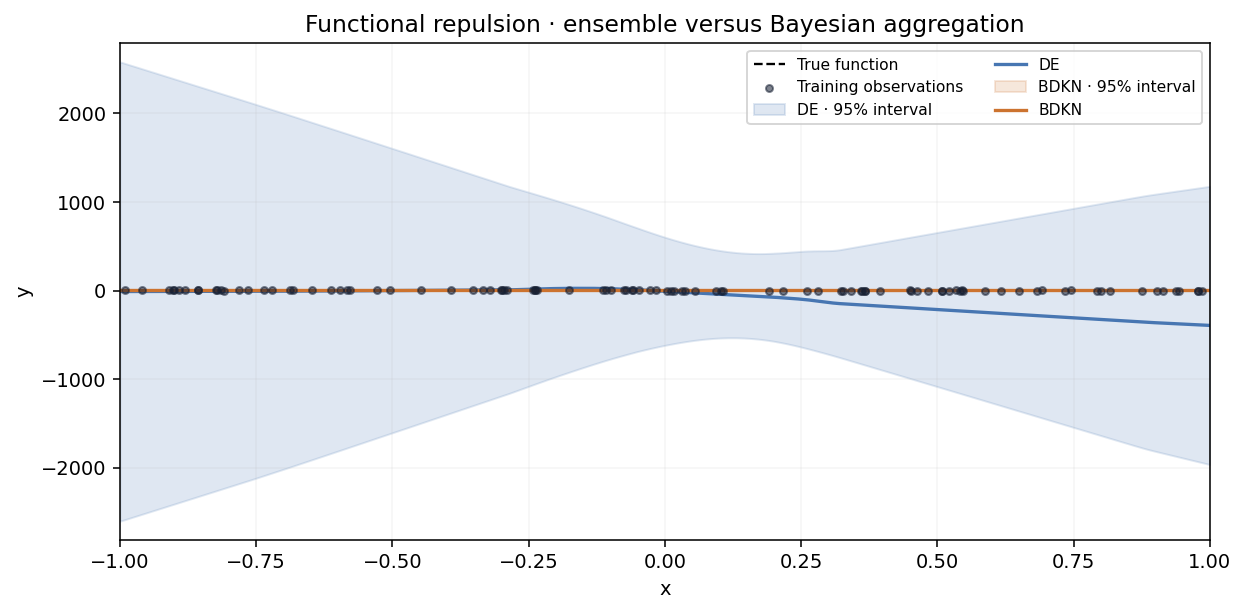 Functional repulsion · ensemble versus Bayesian aggregation
True function
Training observations
DE · 95% interval
DE
BDKN · 95% interval
BDKN
y
2000
1000
0
−1000
−2000
−1.00 −0.75 −0.50 −0.25 0.00 0.25 0.50 0.75 1.00
x